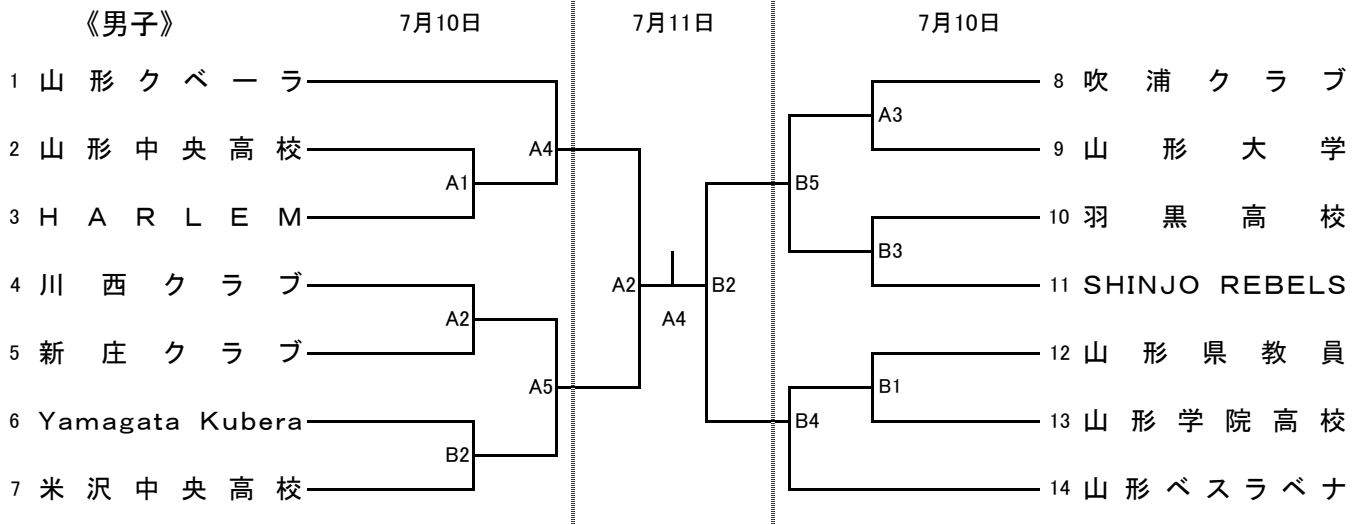 《男子》 7月10日 7月11日 7月10日
1 山形クベーラ
2 山形中央高校
3 HARLEM
4 川西クラブ
5 新庄クラブ
6 Yamagata Kubera
7 米沢中央高校
A1
A2
B2
A4
A5
A2
A4
B2
B5
B4
A3
B3
B1
8 吹浦クラブ
9 山形大学
10 羽黒高校
11 SHINJO REBELS
12 山形県教員
13 山形学院高校
14 山形ベスラベナ